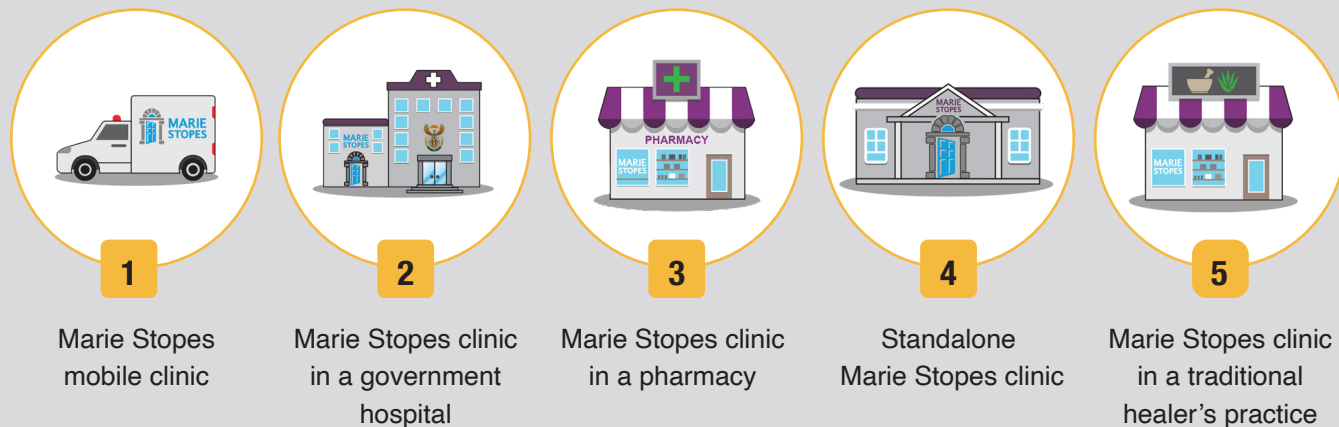 MARIE
STOPES
MARIE
STOPES
PHARMACY
MARIE
STOPES
MARIE
STOPES
MARIE
STOPES
1
2
3
4
5
Marie Stopes
mobile clinic
Marie Stopes clinic
in a government
hospital
Marie Stopes clinic
in a pharmacy
Standalone
Marie Stopes clinic
Marie Stopes clinic
in a traditional
healer’s practice